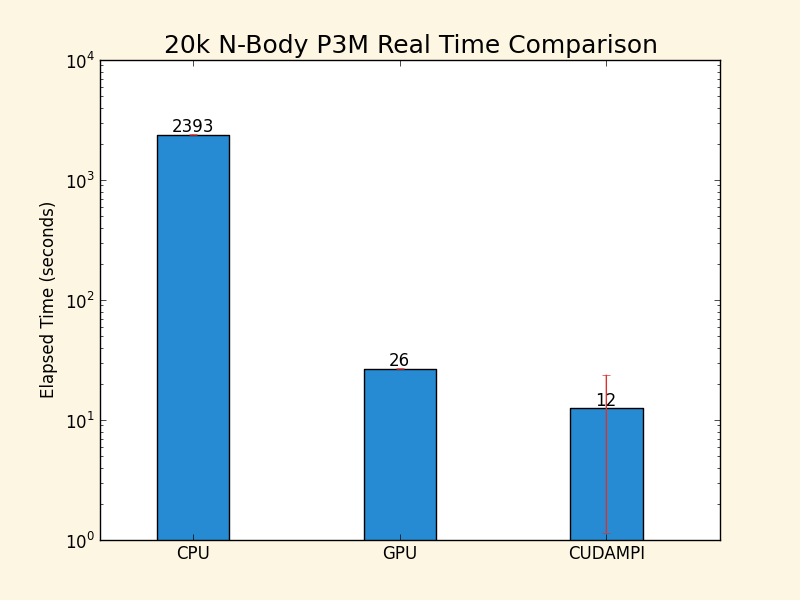 20k N-Body P3M Real Time Comparison
10^4
10^3
10^2
10^1
10^0
Elapsed Time (seconds)
2393
26
12
CPU GPU CUDAMPI